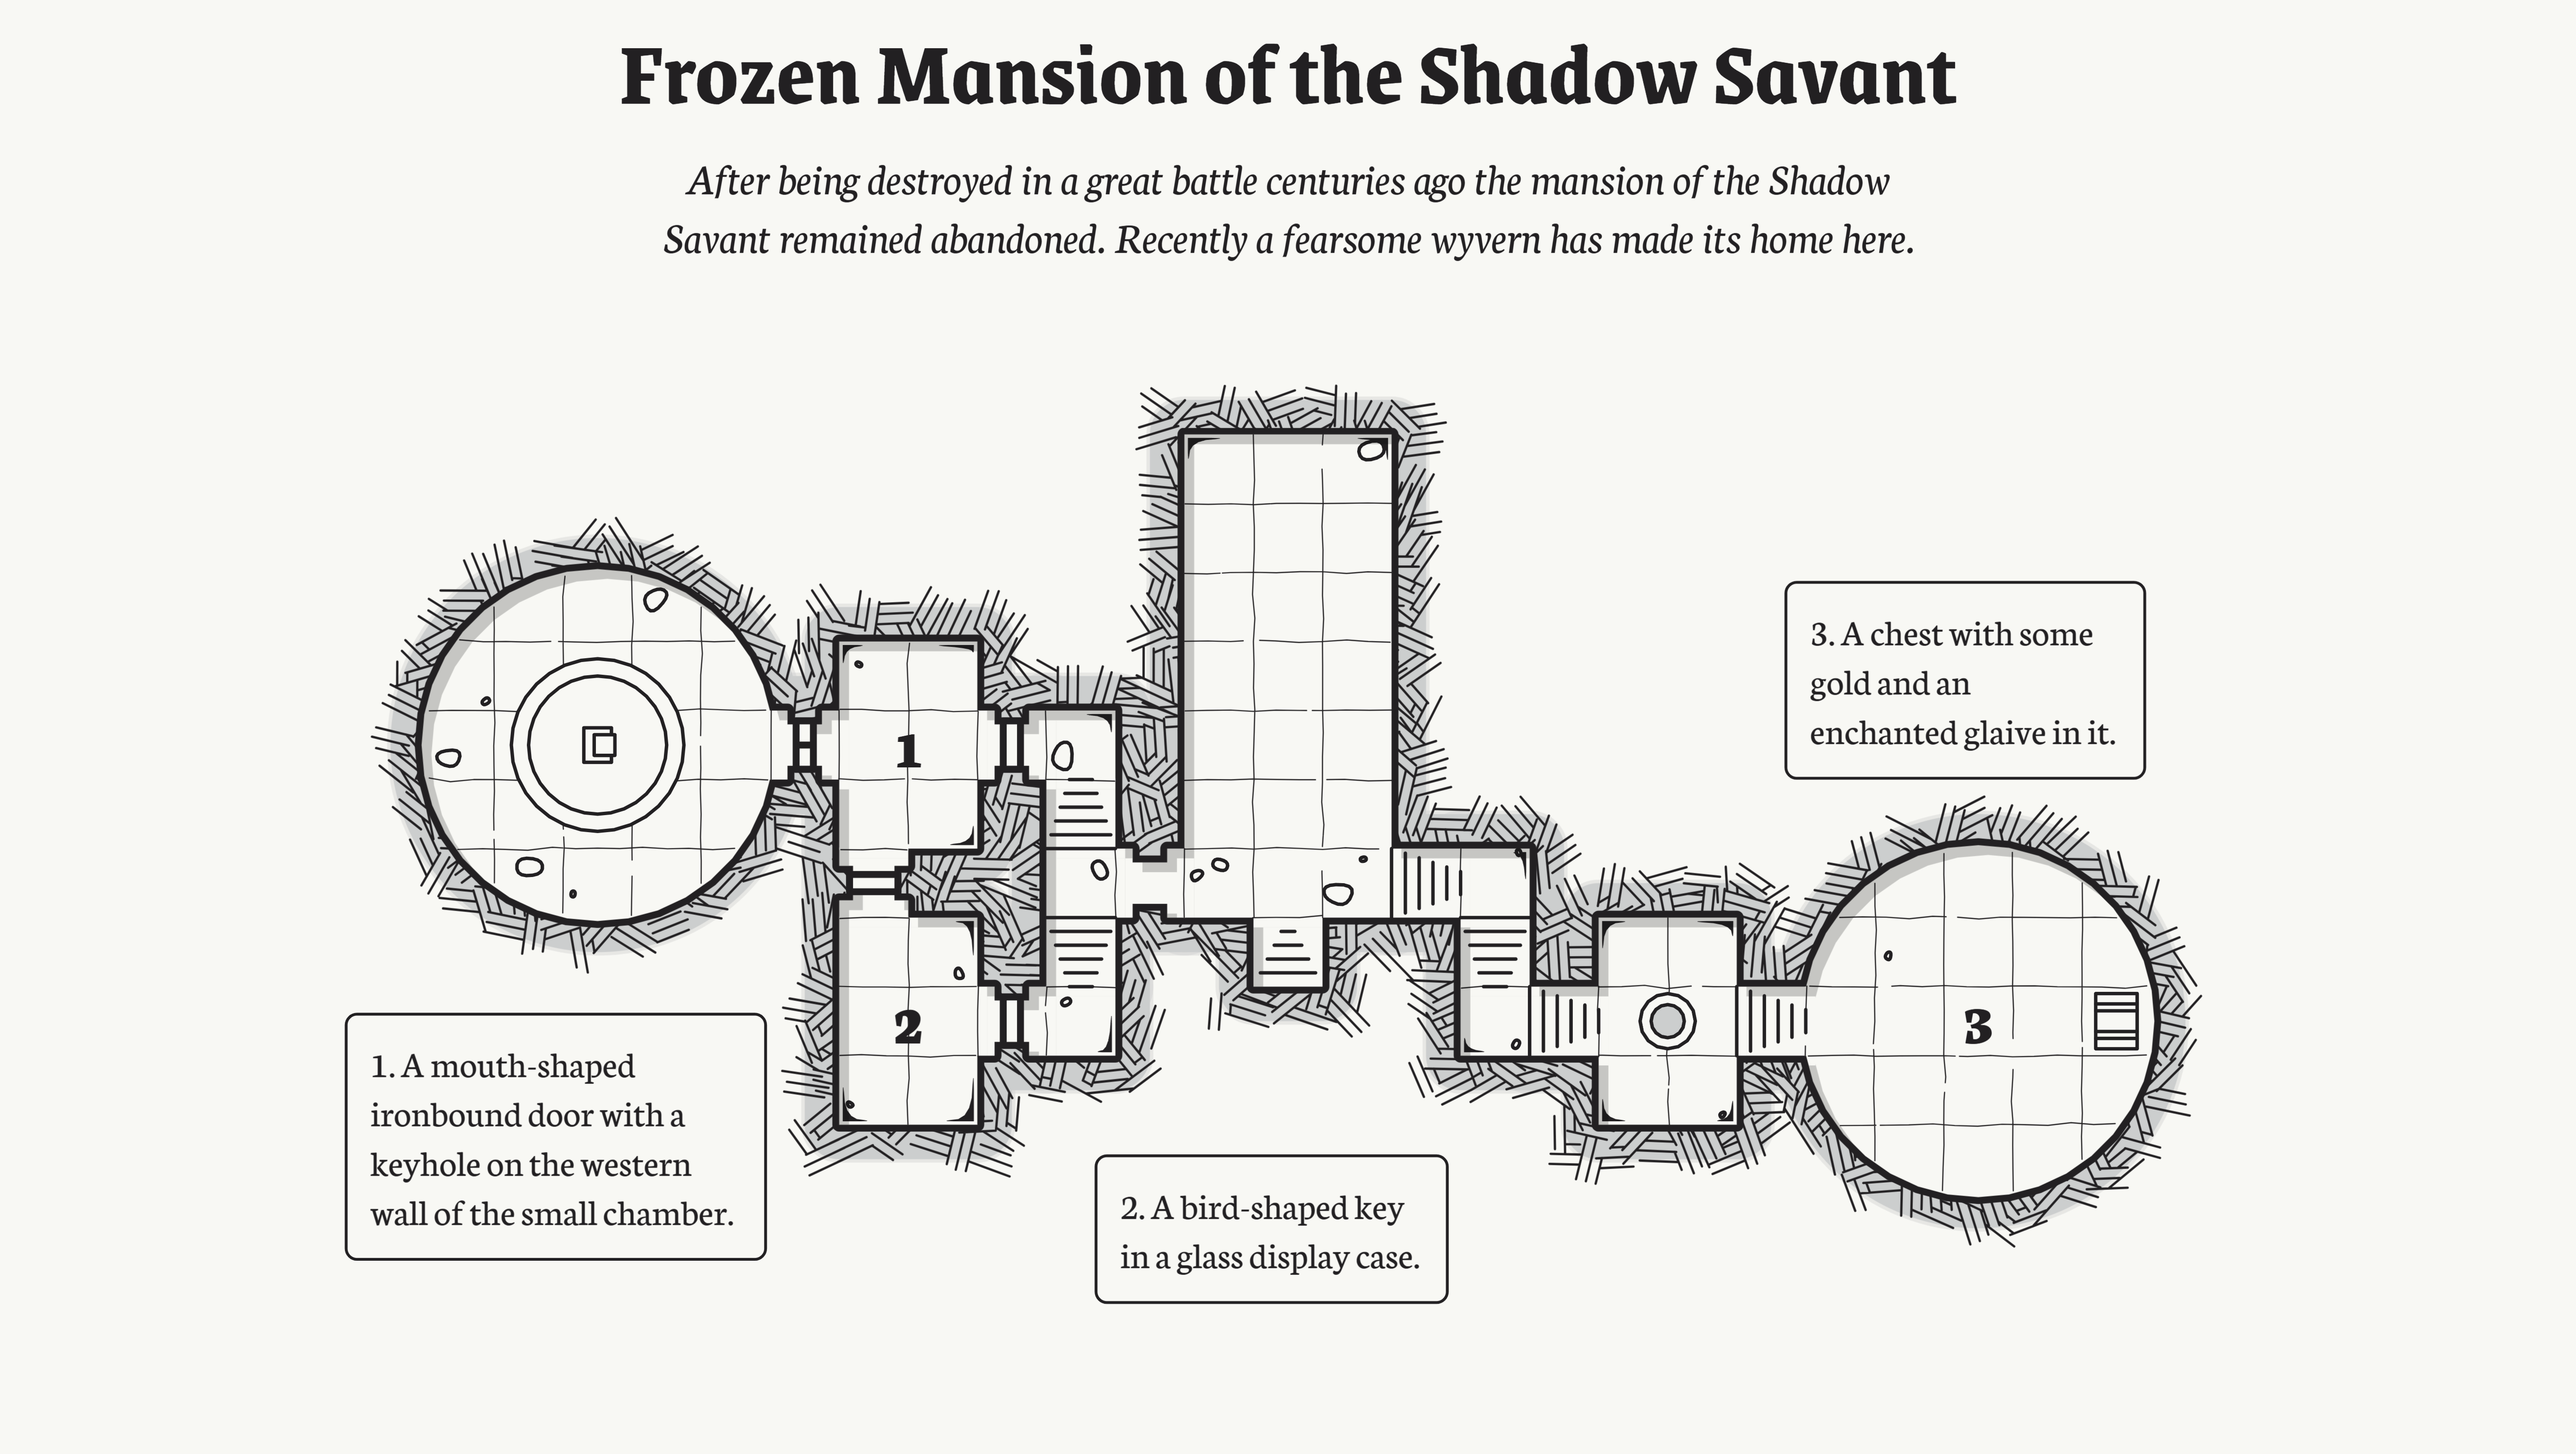 Frozen Mansion of the Shadow Savant
After being destroyed in a great battle centuries ago the mansion of the Shadow
Savant remained abandoned. Recently a fearsome wyvern has made its home here.
3. A chest with some
gold and an
enchanted glaive in it.
1
2
3
1. A mouth-shaped
ironbound door with a
keyhole on the western
wall of the small chamber.
2. A bird-shaped key
in a glass display case.